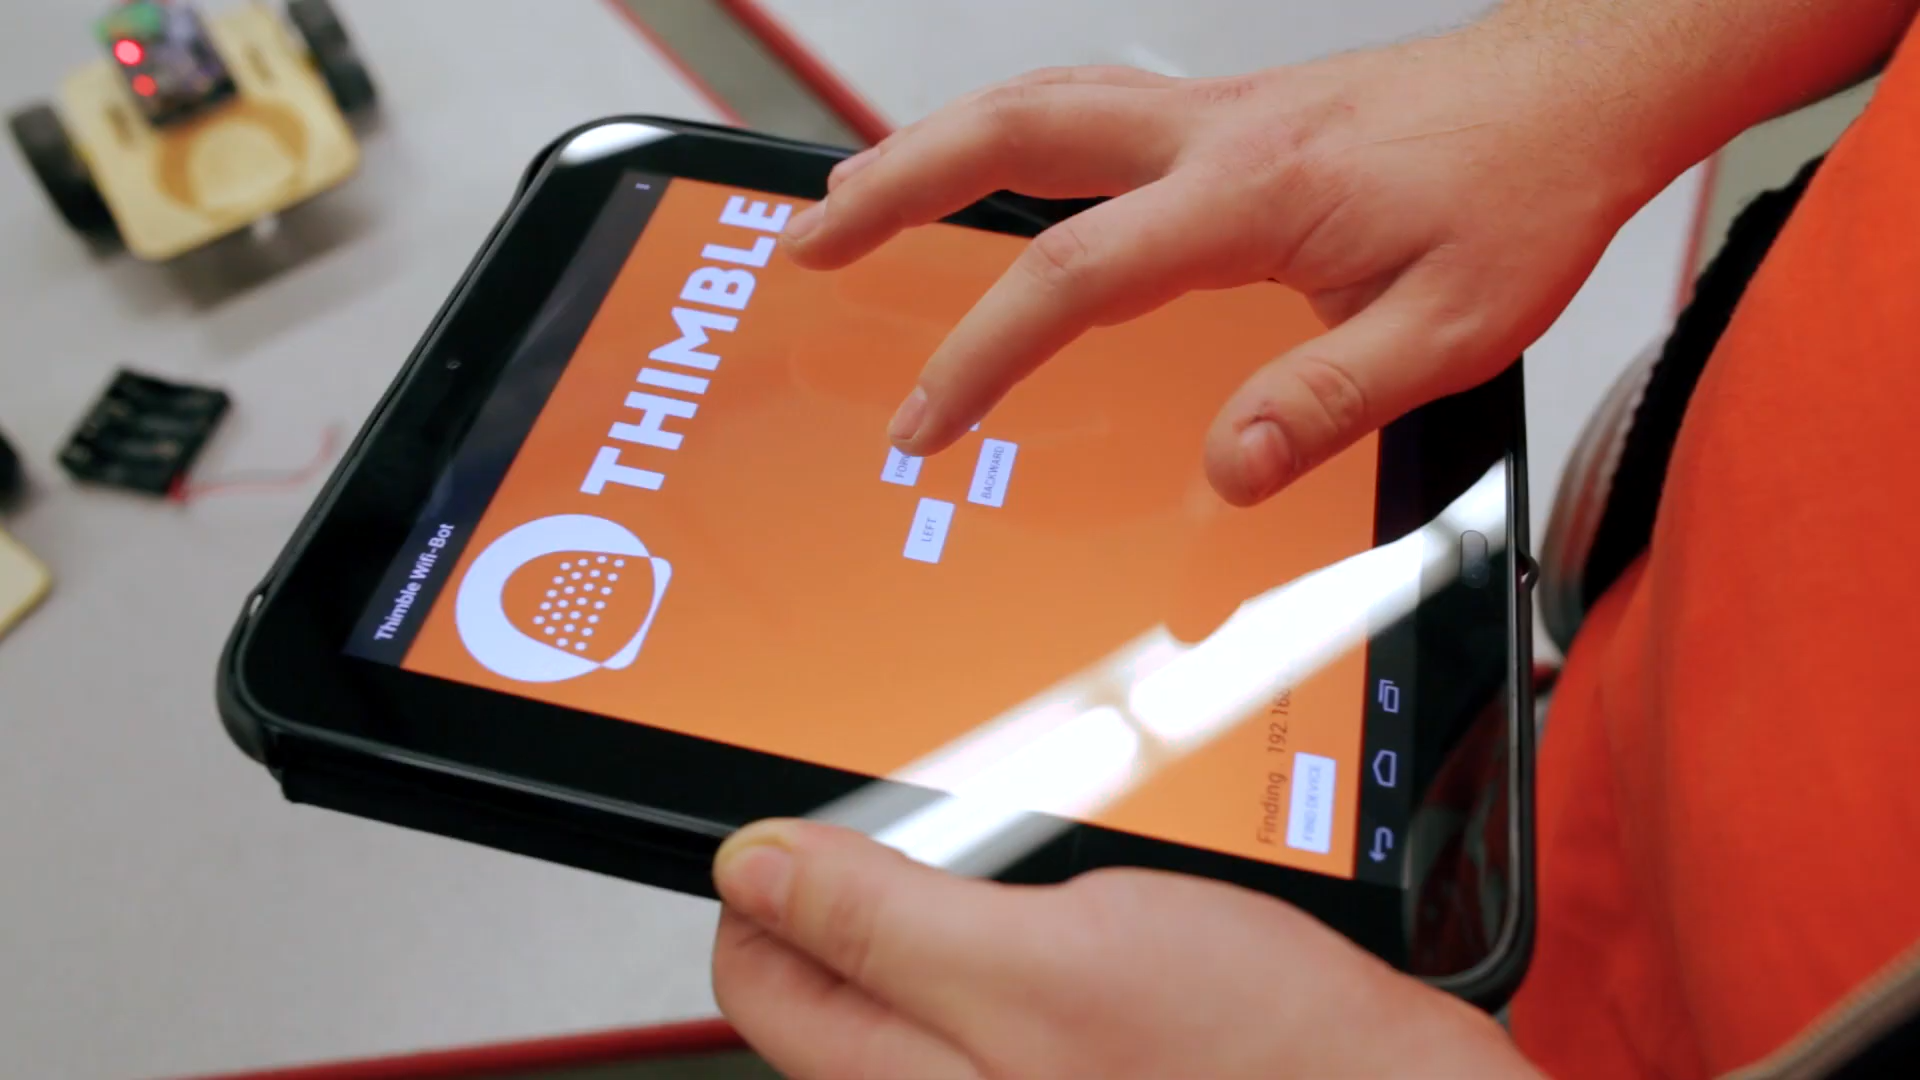 Thimble Wifi-Bot
THIMBLE
LEFT
BACKWARD
Finding
FIND DEVICE